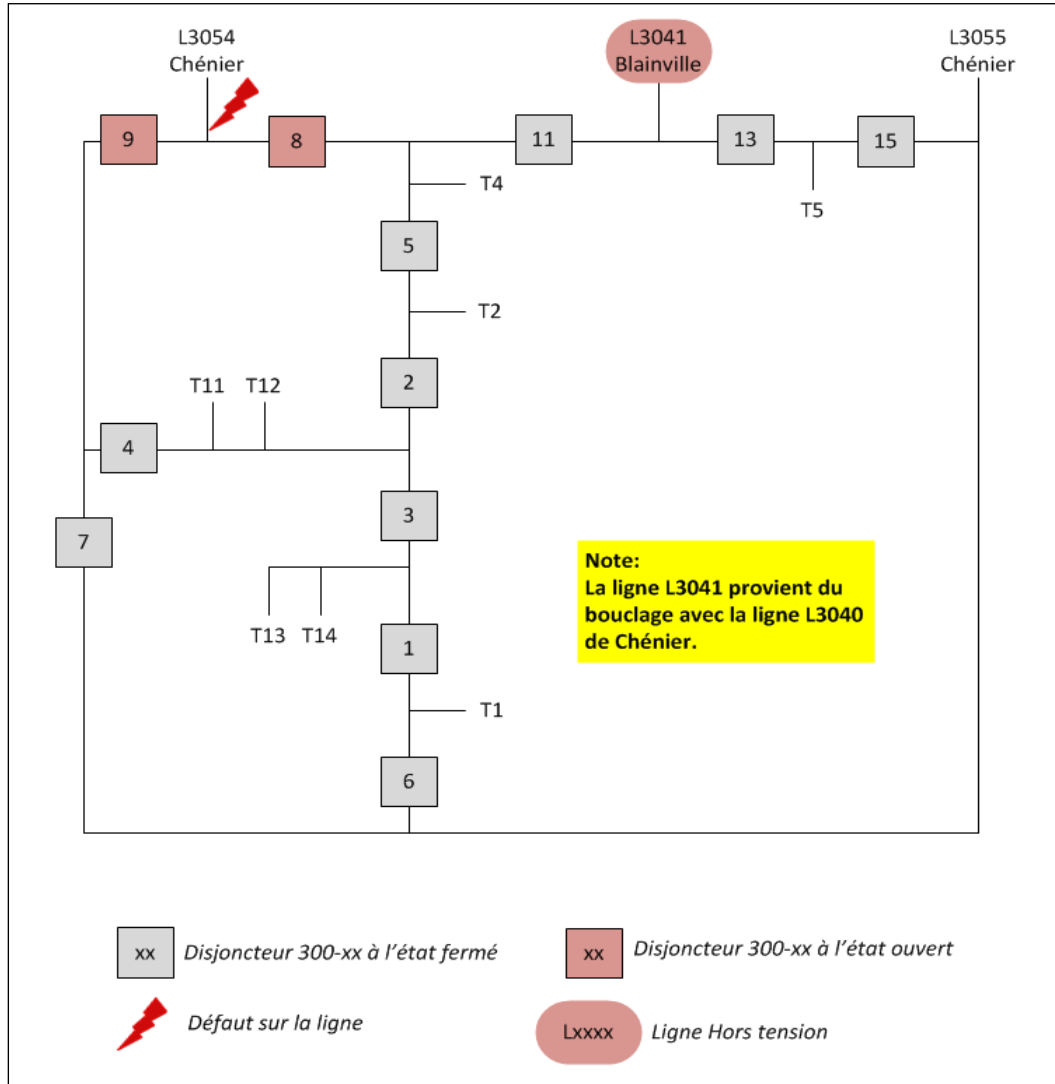 L3054
Chénier
L3041
Blainville
L3055
Chénier
9
8
11
13
15
T4
T5
5
T2
2
T11
T12
4
3
7
Note:
La ligne L3041 provient du
bouclage avec la ligne L3040
de Chénier.
T13
T14
1
T1
6
xx
Disjoncteur 300-xx à l'état fermé
xx
Disjoncteur 300-xx à l'état ouvert
Défaut sur la ligne
Lxxxx
Ligne Hors tension